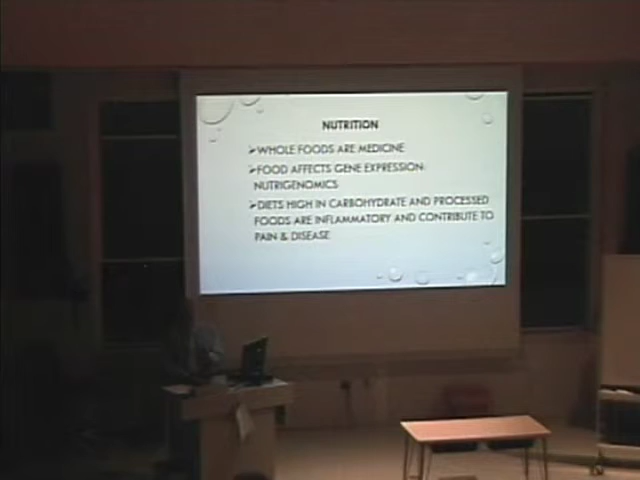 NUTRITION
➢WHOLE FOODS ARE MEDICINE
➢FOOD AFFECTS GENE EXPRESSION:
NUTRIGENOMICS
➢DIETS HIGH IN CARBOHYDRATE AND PROCESSED
FOODS ARE INFLAMMATORY AND CONTRIBUTE TO
PAIN & DISEASE